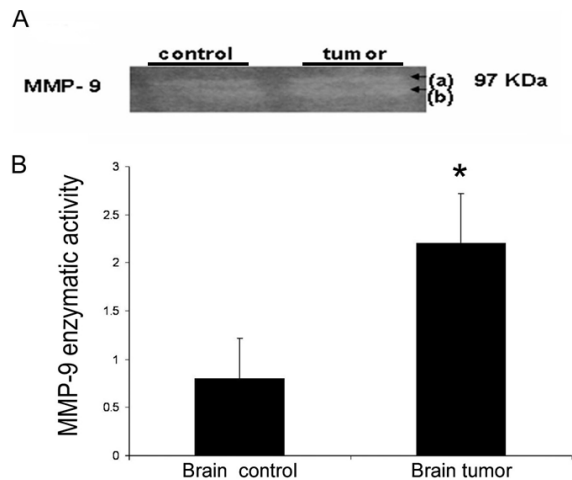 A
control tumor
MMP- 9 (a) 97 KDa
(b)
B
MMP-9 enzymatic activity
3
2.5
*
2
1.5
1
0.5
0
Brain control Brain tumor